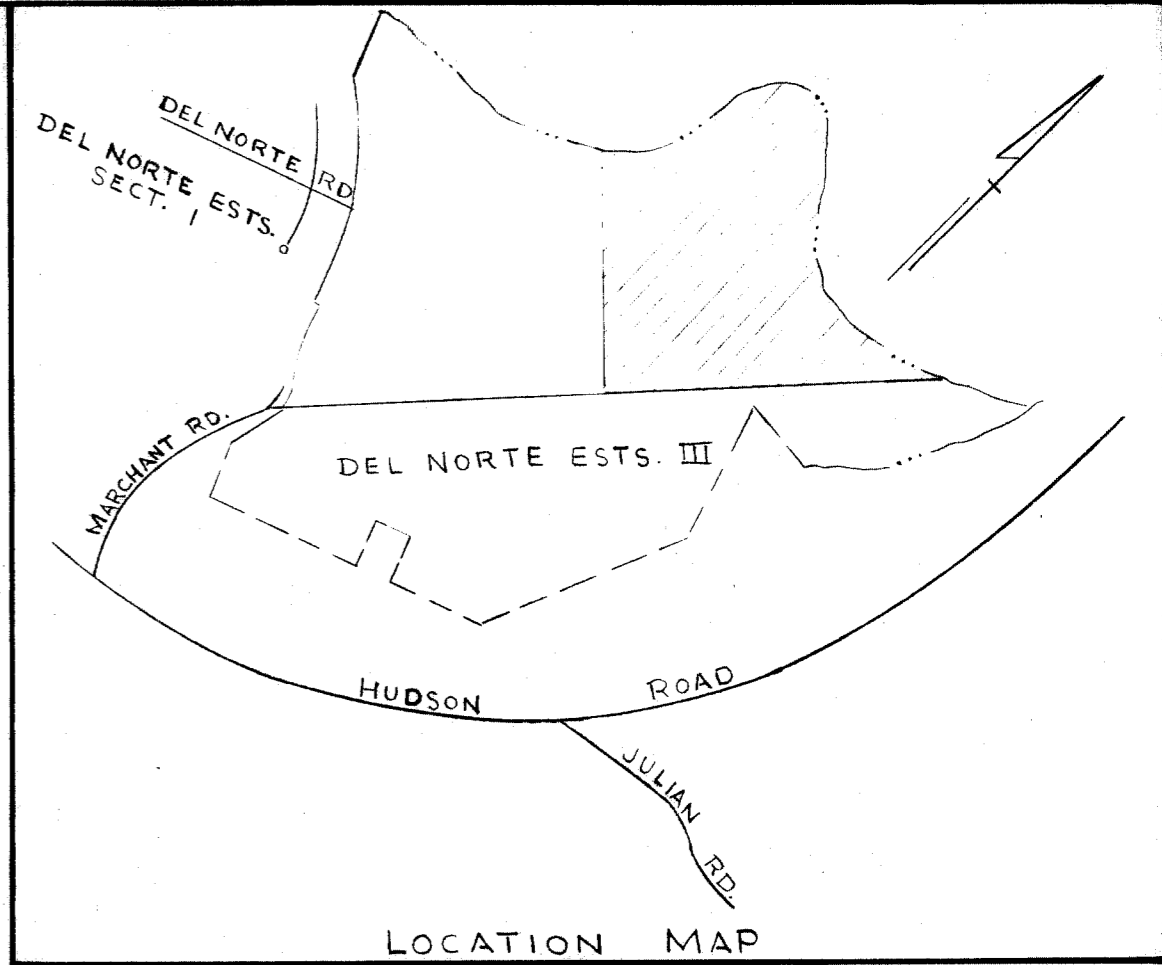 DEL NORTE RD
DEL NORTE ESTS.
SECT. 1
MARCHANT RD.
DEL NORTE ESTS. III
HUDSON ROAD
JULIAN RD.
LOCATION MAP